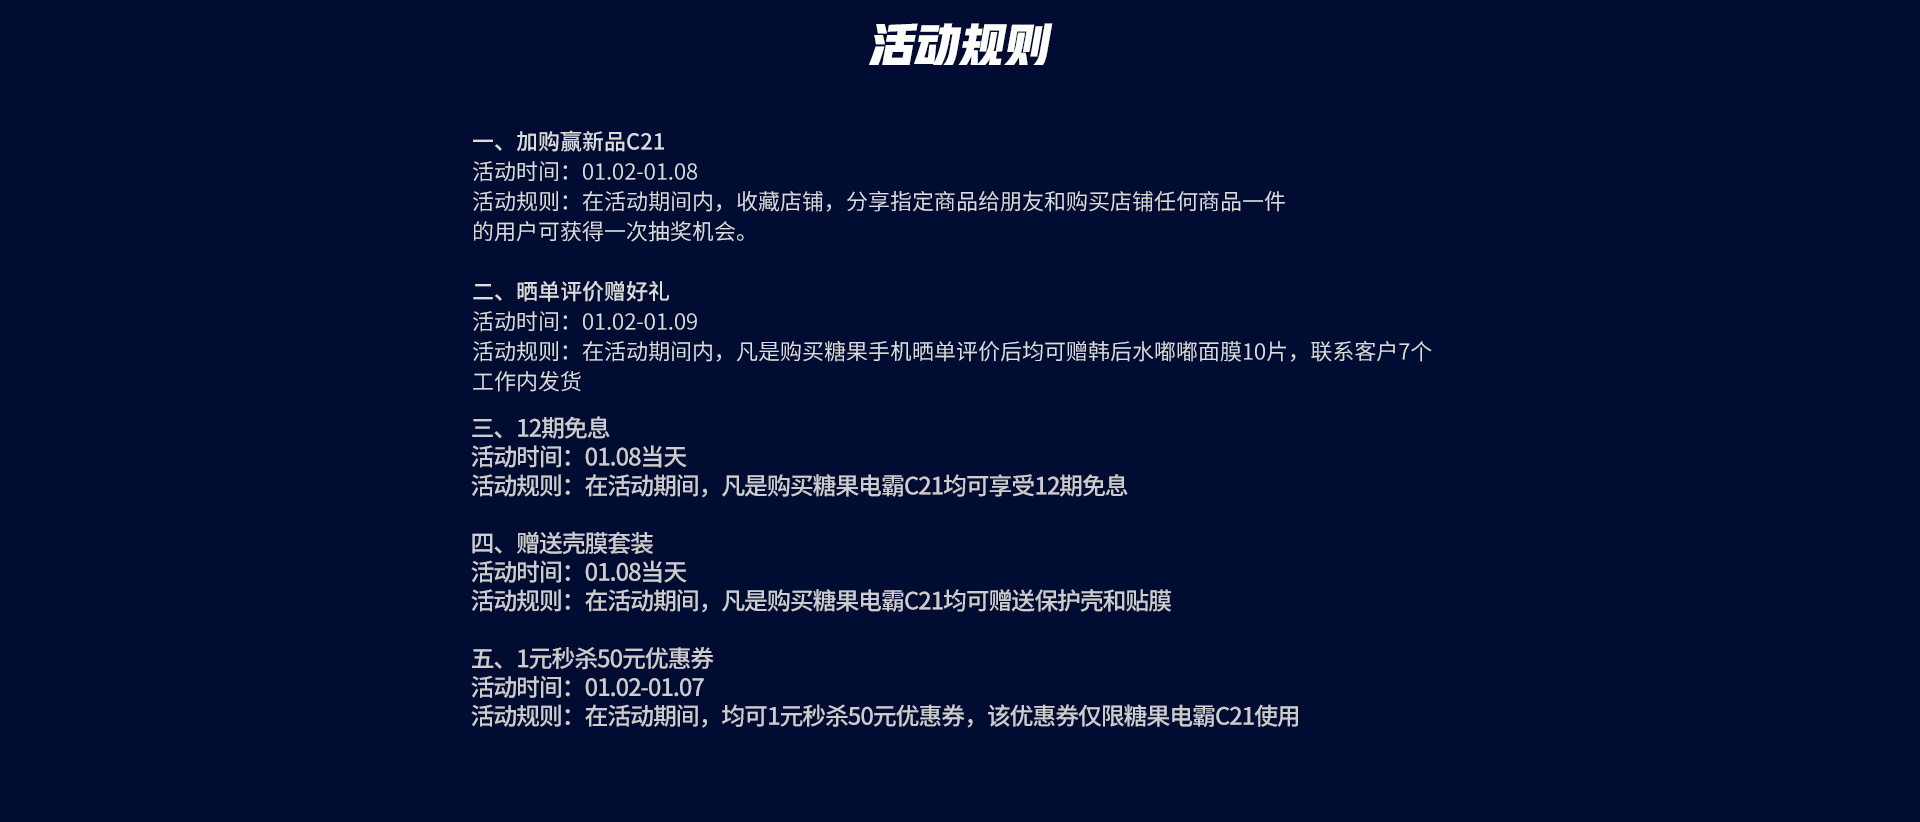 活动规则
一、加购赢新品C21
活动时间：01.02-01.08
活动规则：在活动期间内，收藏店铺，分享指定商品给朋友和购买店铺任何商品一件
的用户可获得一次抽奖机会。
二、晒单评价赠好礼
活动时间：01.02-01.09
活动规则：在活动期间内，凡是购买糖果手机晒单评价后均可赠韩后水嘟嘟面膜10片，联系客户7个
工作内发货
三、12期免息
活动时间：01.08当天
活动规则：在活动期间，凡是购买糖果电霸C21均可享受12期免息
四、赠送壳膜套装
活动时间：01.08当天
活动规则：在活动期间，凡是购买糖果电霸C21均可赠送保护壳和贴膜
五、1元秒杀50元优惠券
活动时间：01.02-01.07
活动规则：在活动期间，均可1元秒杀50元优惠券，该优惠券仅限糖果电霸C21使用